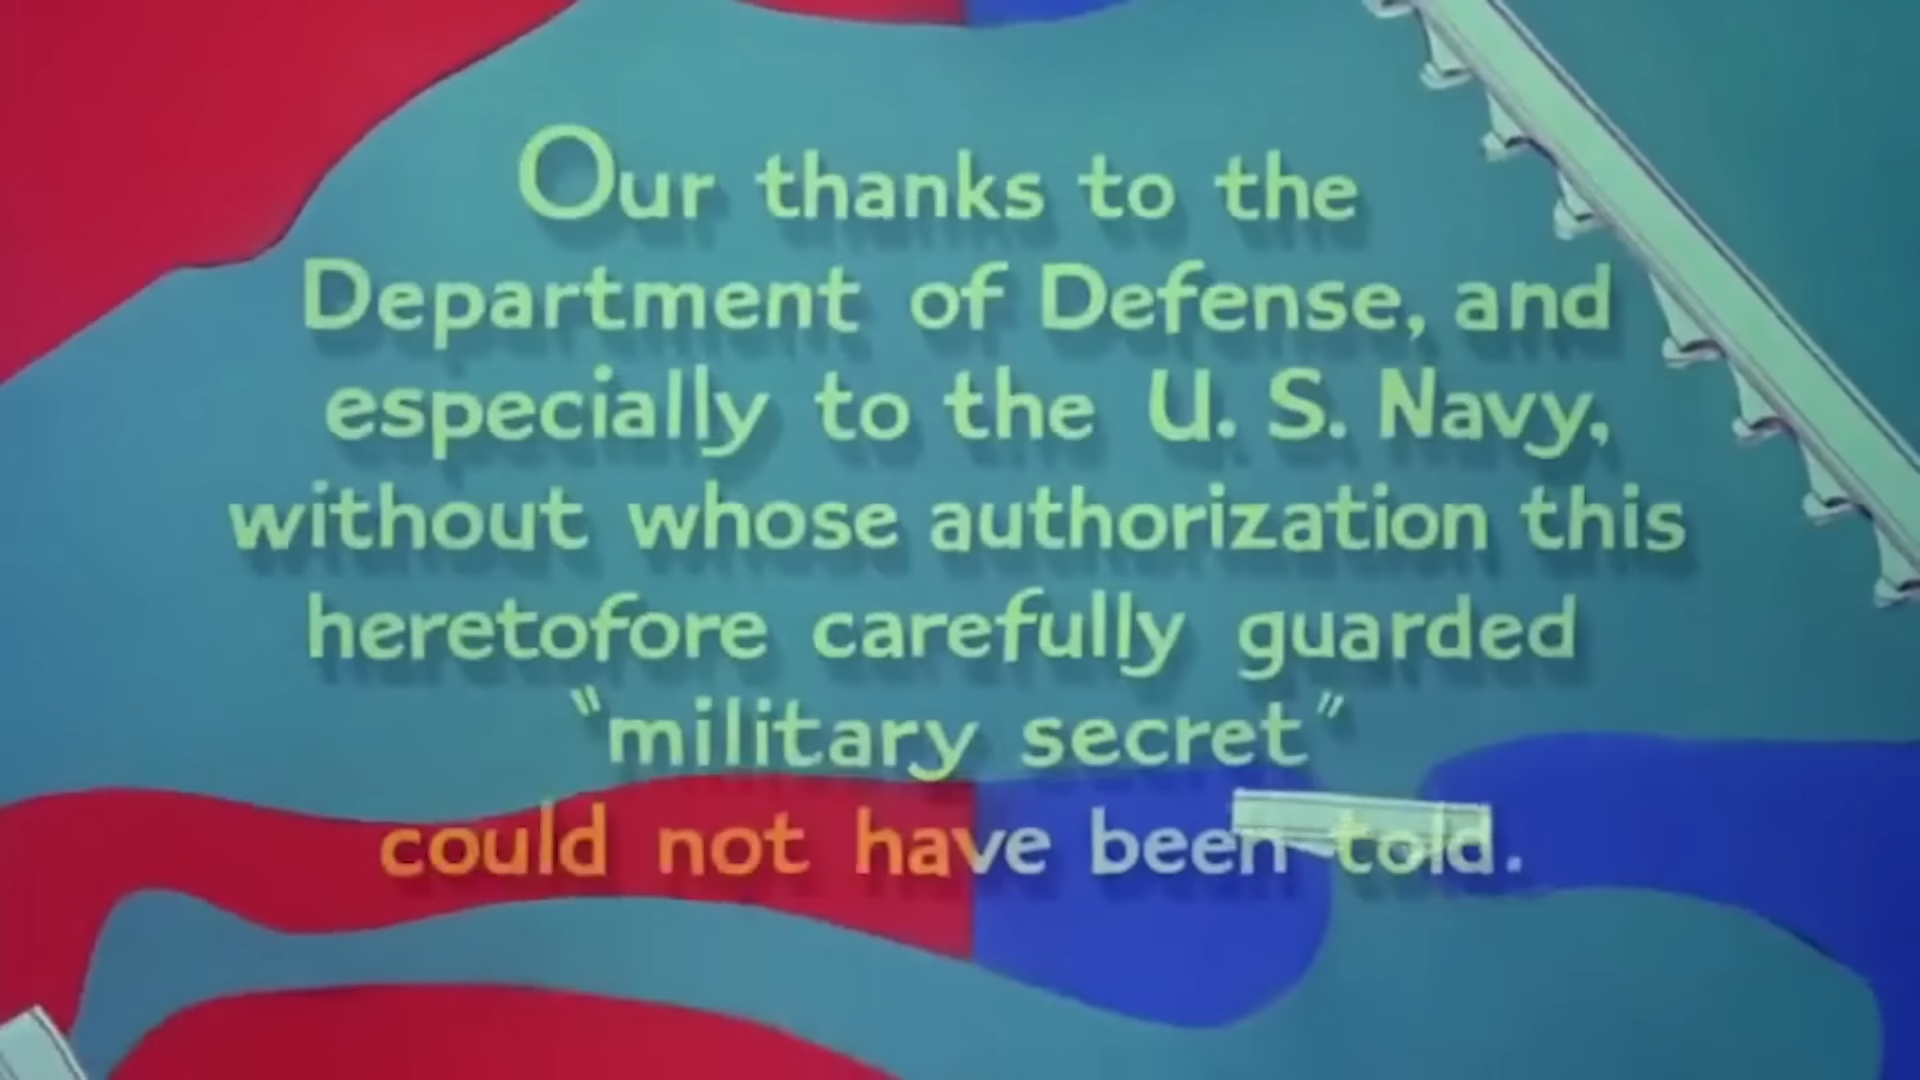 Our thanks to the
Department of Defense, and
especially to the U. S. Navy,
without whose authorization this
heretofore carefully guarded
"military secret"
could not have been told.